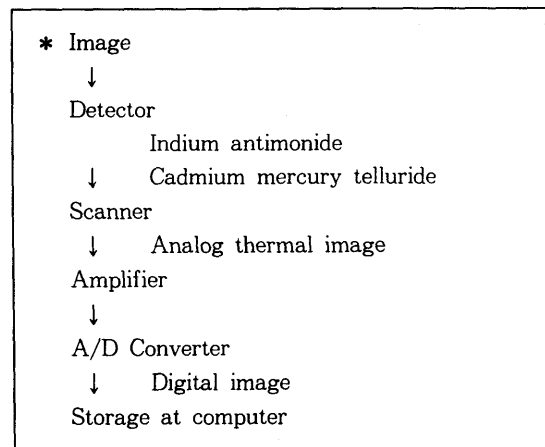 * Image
↓
Detector
Indium antimonide
↓ Cadmium mercury telluride
Scanner
↓ Analog thermal image
Amplifier
↓
A/D Converter
↓ Digital image
Storage at computer